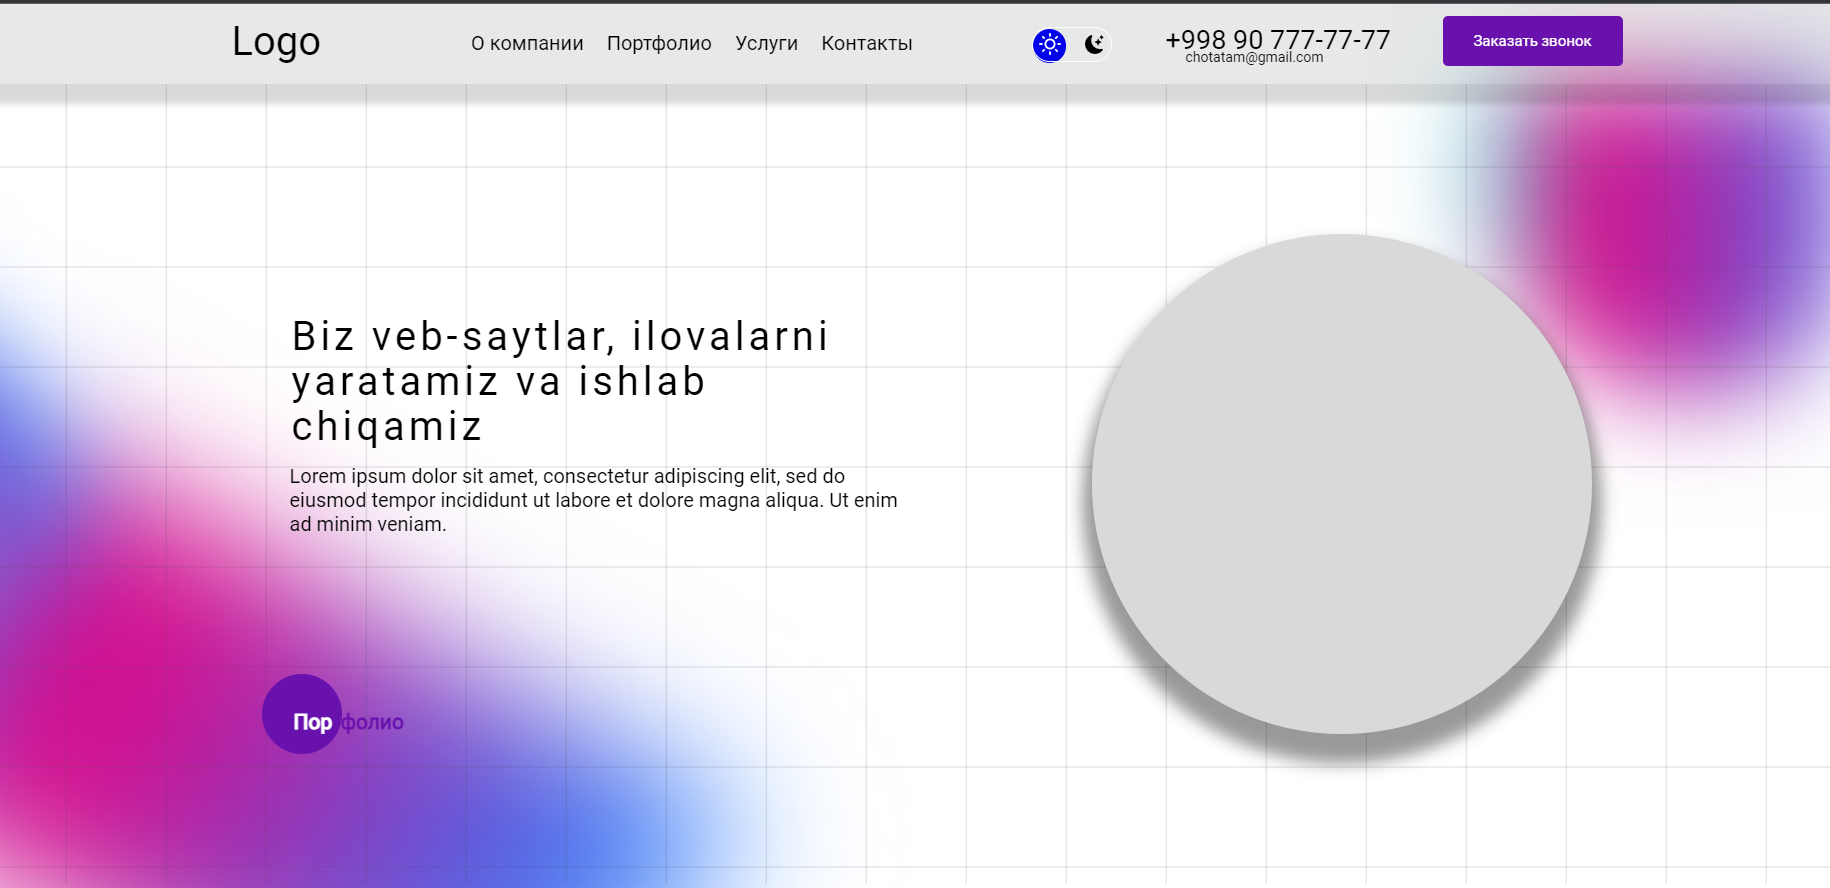 Logo
О компании Портфолио Услуги Контакты
+998 90 777-77-77
chotatam@gmail.com
Заказать звонок
Biz veb-saytlar, ilovalarni
yaratamiz va ishlab
chiqamiz
Lorem ipsum dolor sit amet, consectetur adipiscing elit, sed do
eiusmod tempor incididunt ut labore et dolore magna aliqua. Ut enim
ad minim veniam.
Пор фолио